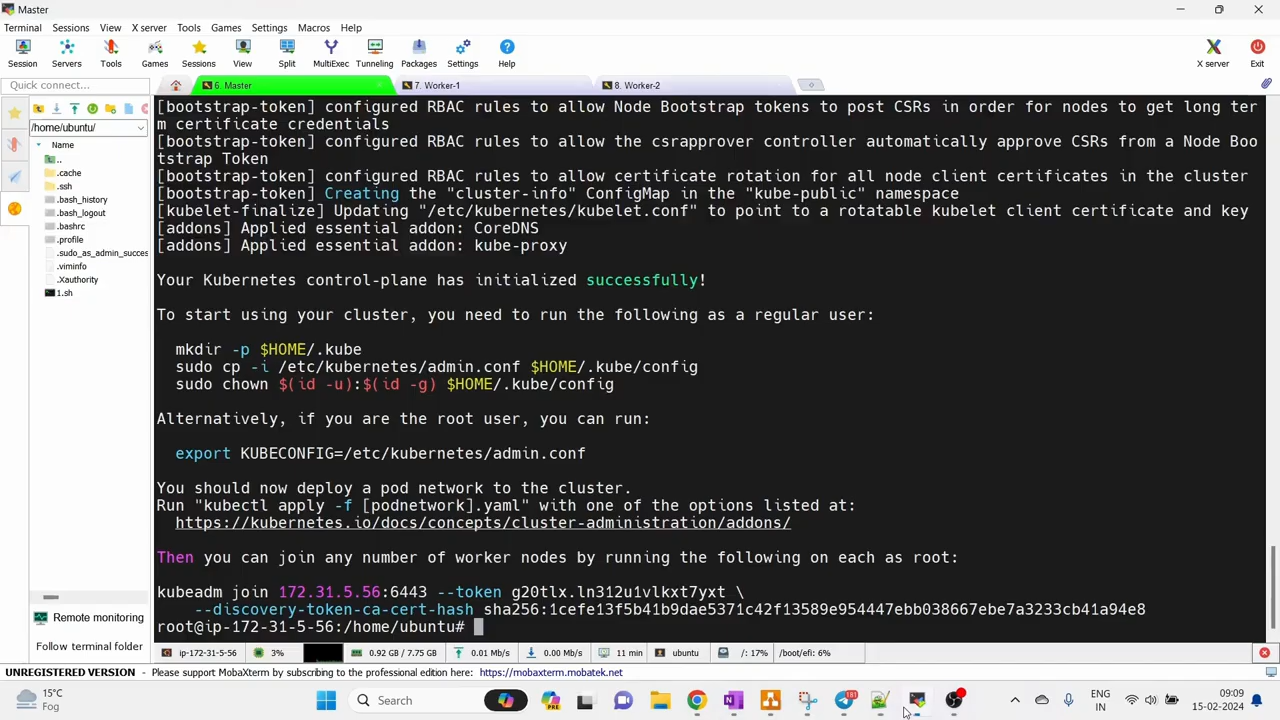 Master
Terminal Sessions View X server Tools Games Settings Macros Help
Session Servers Tools Games Sessions View Split MultiExec Tunneling Packages Settings Help X server Exit
Quick connect...
6. Master 7. Worker-1 8. Worker-2
/home/ubuntu/
Name
..
.cache
.ssh
.bash_history
.bash_logout
.bashrc
.profile
.sudo_as_admin_succes
.viminfo
.Xauthority
1.sh
Remote monitoring
Follow terminal folder
[bootstrap-token] configured RBAC rules to allow Node Bootstrap tokens to post CSRs in order for nodes to get long ter
m certificate credentials
[bootstrap-token] configured RBAC rules to allow the csrapprover controller automatically approve CSRs from a Node Boo
tstrap Token
[bootstrap-token] configured RBAC rules to allow certificate rotation for all node client certificates in the cluster
[bootstrap-token] Creating the "cluster-info" ConfigMap in the "kube-public" namespace
[kubelet-finalize] Updating "/etc/kubernetes/kubelet.conf" to point to a rotatable kubelet client certificate and key
[addons] Applied essential addon: CoreDNS
[addons] Applied essential addon: kube-proxy
Your Kubernetes control-plane has initialized successfully!
To start using your cluster, you need to run the following as a regular user:
mkdir -p $HOME/.kube
sudo cp -i /etc/kubernetes/admin.conf $HOME/.kube/config
sudo chown $(id -u):$(id -g) $HOME/.kube/config
Alternatively, if you are the root user, you can run:
export KUBECONFIG=/etc/kubernetes/admin.conf
You should now deploy a pod network to the cluster.
Run "kubectl apply -f [podnetwork].yaml" with one of the options listed at:
https://kubernetes.io/docs/concepts/cluster-administration/addons/
Then you can join any number of worker nodes by running the following on each as root:
kubeadm join 172.31.5.56:6443 --token g20tlx.ln312u1vlkxt7yxt \
--discovery-token-ca-cert-hash sha256:1cefe13f5b41b9dae5371c42f13589e954447ebb038667ebe7a3233cb41a94e8
root@ip-172-31-5-56:/home/ubuntu#
ip-172-31-5-56 3% 0.92 GB / 7.75 GB 0.01 Mb/s 0.00 Mb/s 11 min ubuntu /: 17% /boot/efi: 6%
UNREGISTERED VERSION - Please support MobaXterm by subscribing to the professional edition here: https://mobaxterm.mobatek.net
15°C
Fog
Search
181
ENG
IN
09:09
15-02-2024